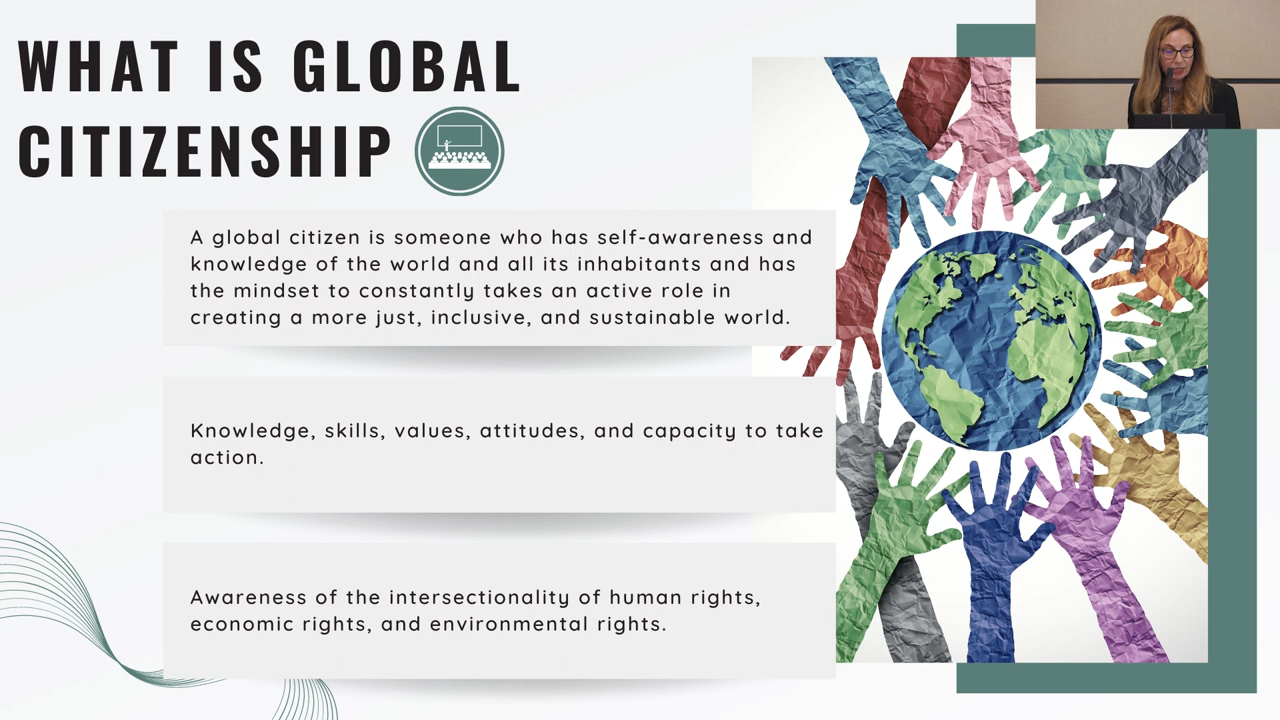 WHAT IS GLOBAL
CITIZENSHIP
A global citizen is someone who has self-awareness and
knowledge of the world and all its inhabitants and has
the mindset to constantly takes an active role in
creating a more just, inclusive, and sustainable world.
Knowledge, skills, values, attitudes, and capacity to take
action.
Awareness of the intersectionality of human rights,
economic rights, and environmental rights.